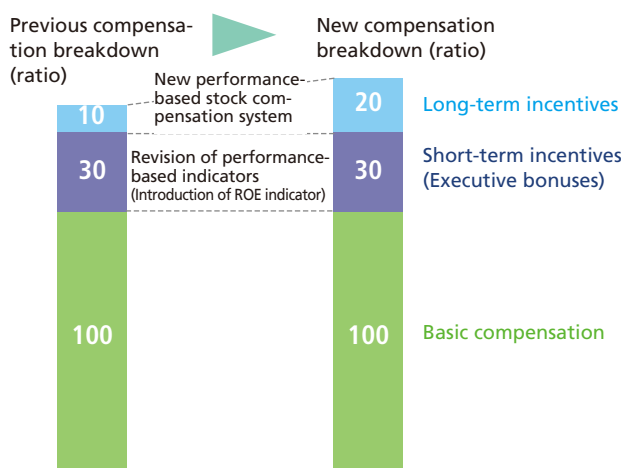 Previous compensa-
tion breakdown
(ratio)
New compensation
breakdown (ratio)
10
New performance-
based stock com-
pensation system
20
Long-term incentives
30
Revision of performance-
based indicators
(Introduction of ROE indicator)
30
Short-term incentives
(Executive bonuses)
100
100
Basic compensation